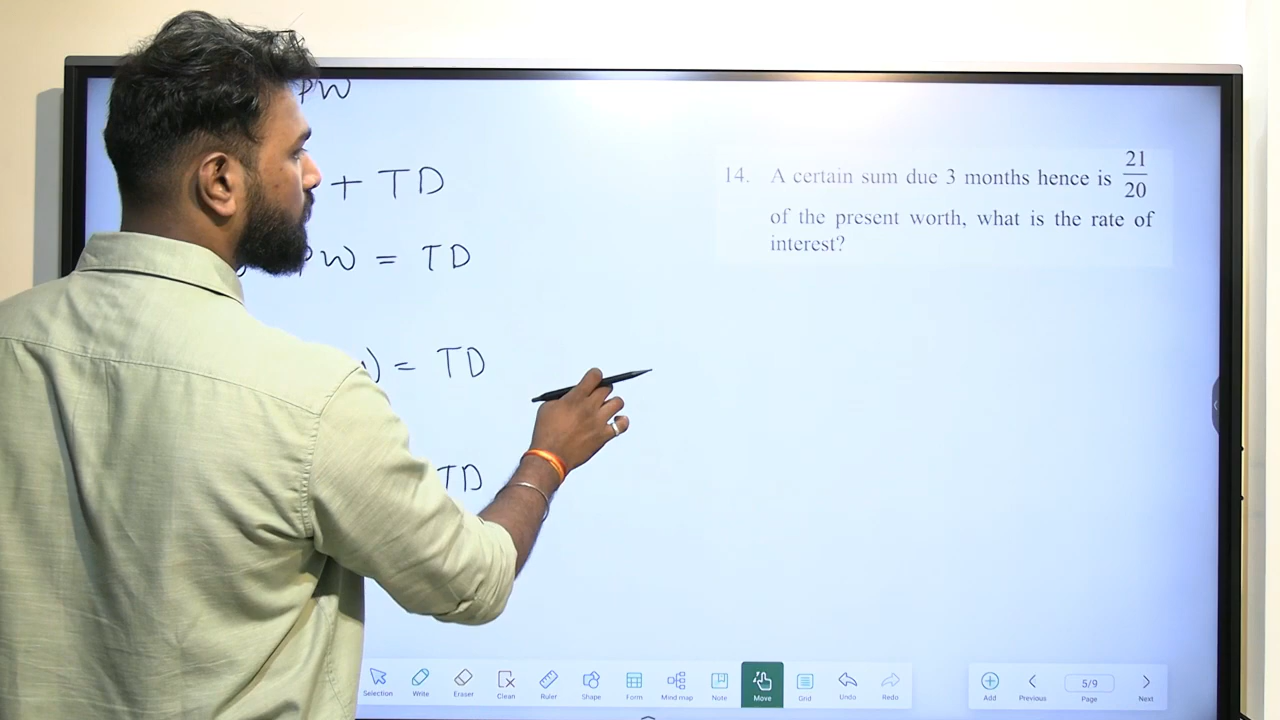 PW
+ TD
PW = TD
) = TD
TD
14. A certain sum due 3 months hence is 21/20
of the present worth, what is the rate of
interest?
Selection Write Eraser Clean Ruler Shape Form Mind map Note Move Grid Undo Redo
Add Previous 5/9 Page Next